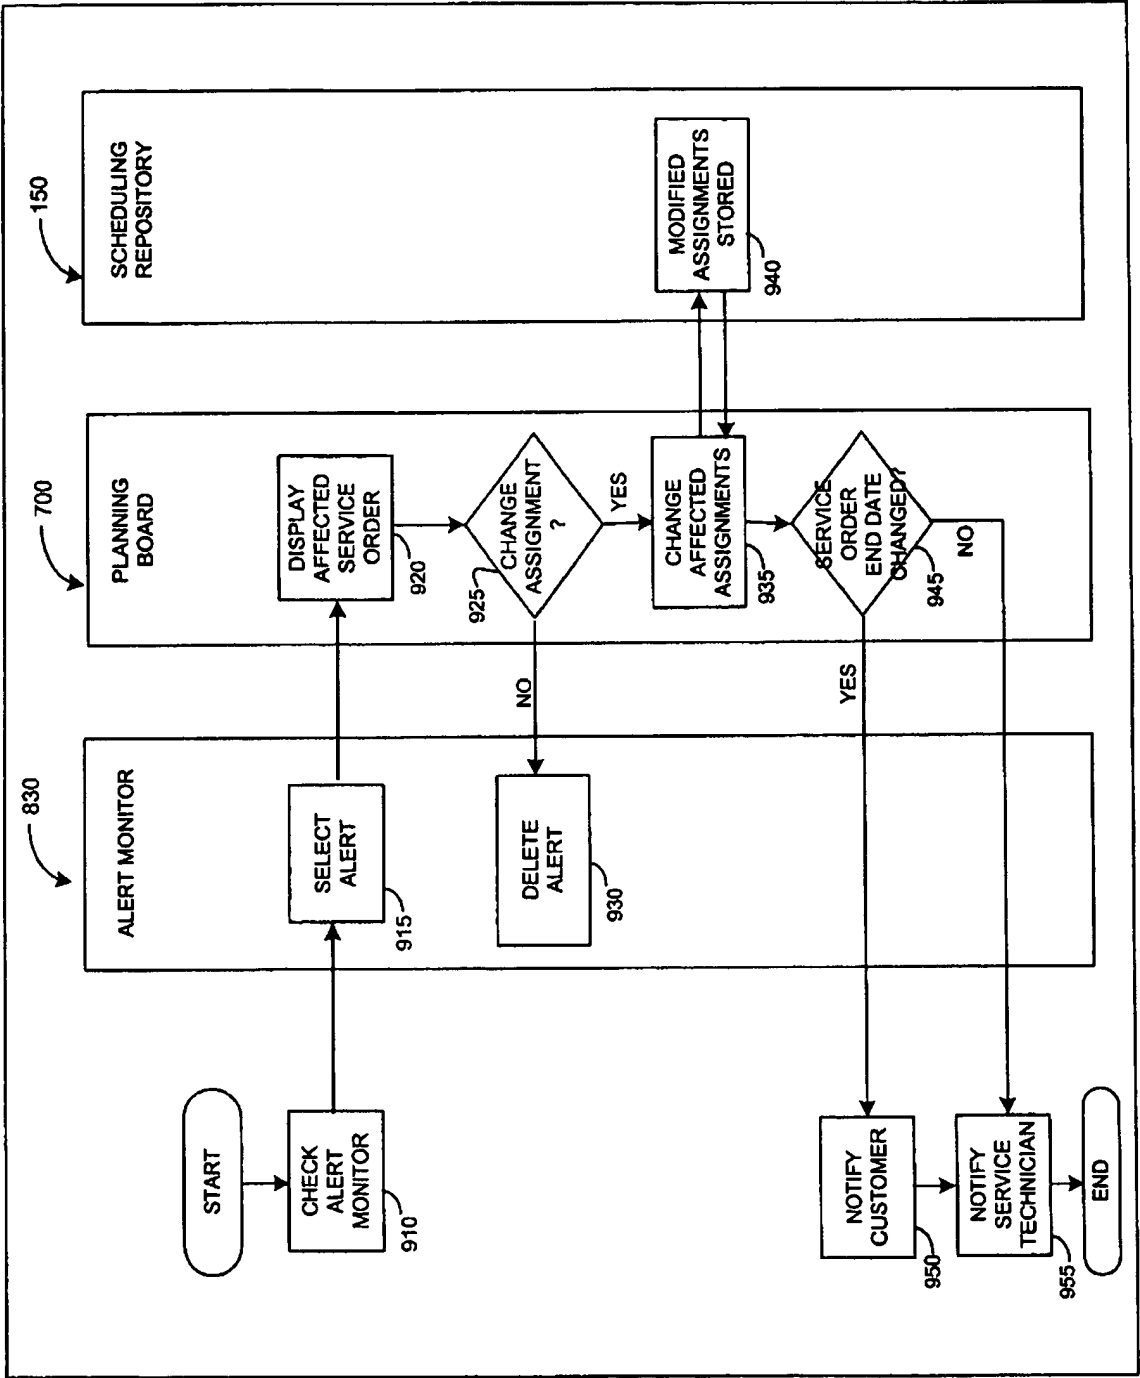 830
700
150
ALERT MONITOR
PLANNING
BOARD
SCHEDULING
REPOSITORY
START
CHECK
ALERT
MONITOR
910
SELECT
ALERT
915
DISPLAY
AFFECTED
SERVICE
ORDER
920
CHANGE
ASSIGNMENT
?
925
NO
DELETE
ALERT
930
YES
CHANGE
AFFECTED
ASSIGNMENTS
935
MODIFIED
ASSIGNMENTS
STORED
940
SERVICE
ORDER
END DATE
CHANGED?
945
YES
NO
NOTIFY
CUSTOMER
950
NOTIFY
SERVICE
TECHNICIAN
955
END